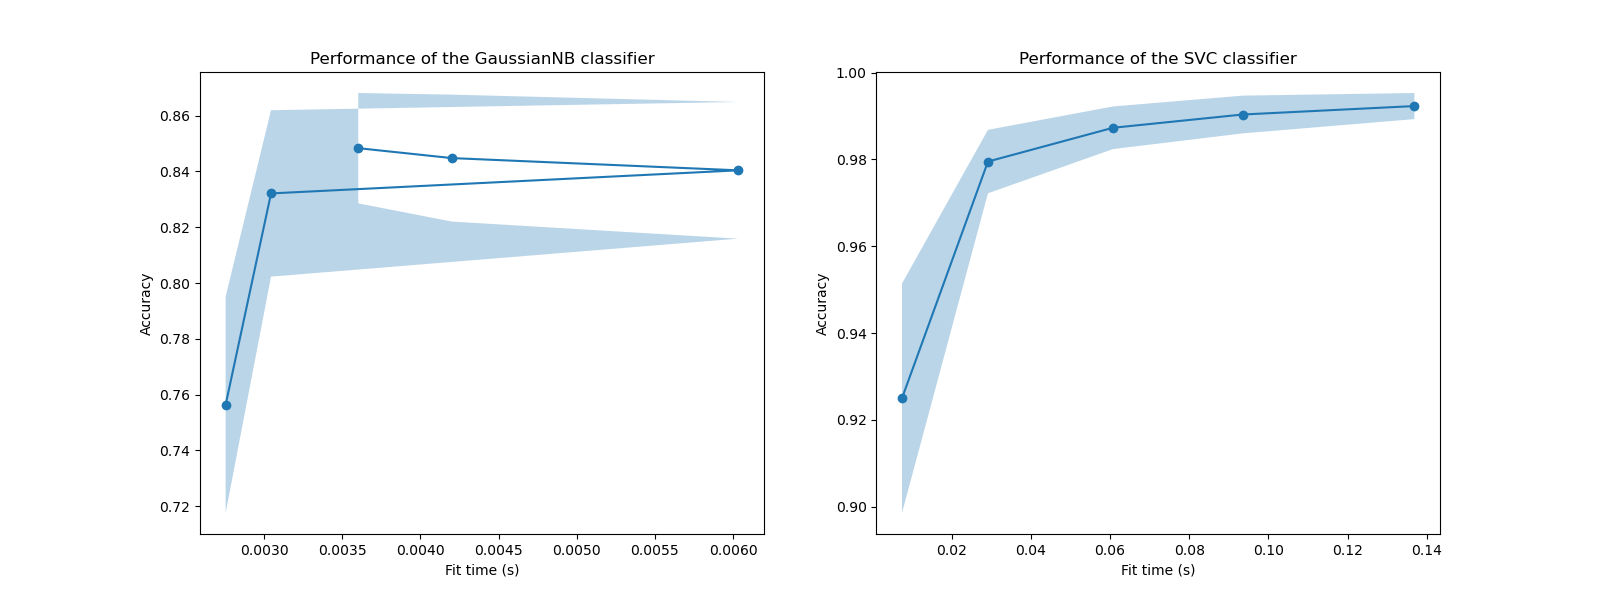 Performance of the GaussianNB classifier
Accuracy
0.86
0.84
0.82
0.80
0.78
0.76
0.74
0.72
0.0030 0.0035 0.0040 0.0045 0.0050 0.0055 0.0060
Fit time (s)
Performance of the SVC classifier
Accuracy
1.00
0.98
0.96
0.94
0.92
0.90
0.02 0.04 0.06 0.08 0.10 0.12 0.14
Fit time (s)